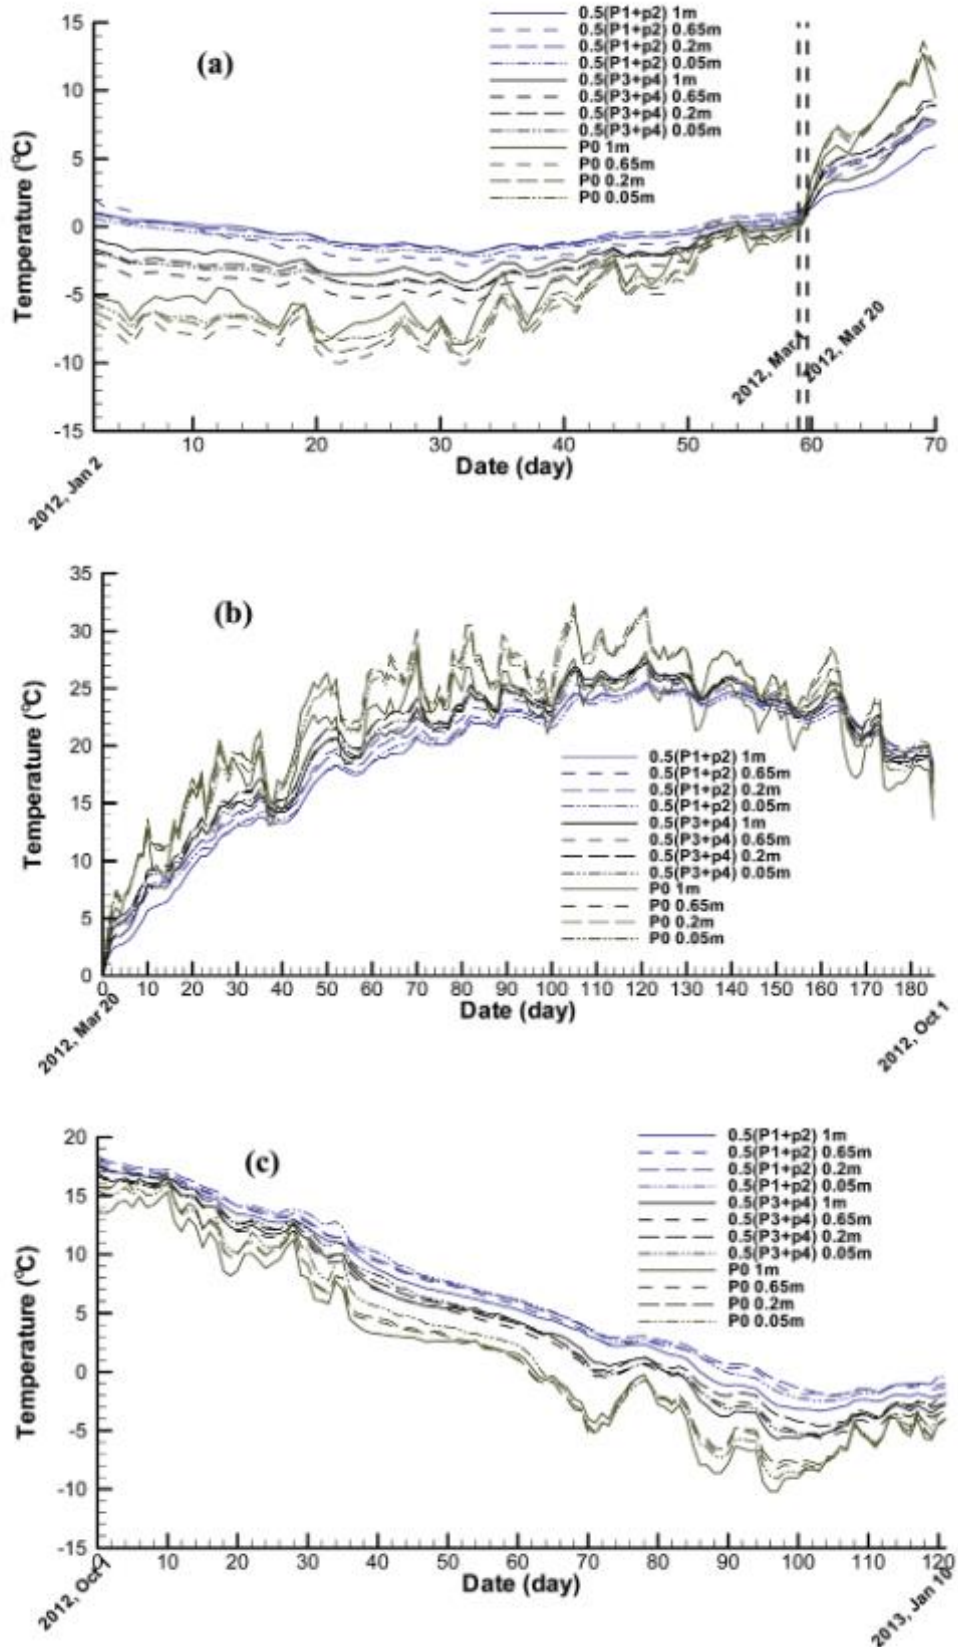 15
10
5
0
-5
-10
-15
Temperature (°C)
(a)
0.5(P1+p2) 1m
0.5(P1+p2) 0.65m
0.5(P1+p2) 0.2m
0.5(P1+p2) 0.05m
0.5(P3+p4) 1m
0.5(P3+p4) 0.65m
0.5(P3+p4) 0.2m
0.5(P3+p4) 0.05m
P0 1m
P0 0.65m
P0 0.2m
P0 0.05m
2012, Mar 1
2012, Mar 20
10 20 30 40 50 60 70
Date (day)
2012, Jan 2
35
30
25
20
15
10
5
0
Temperature (°C)
(b)
0.5(P1+p2) 1m
0.5(P1+p2) 0.65m
0.5(P1+p2) 0.2m
0.5(P1+p2) 0.05m
0.5(P3+p4) 1m
0.5(P3+p4) 0.65m
0.5(P3+p4) 0.2m
0.5(P3+p4) 0.05m
P0 1m
P0 0.65m
P0 0.2m
P0 0.05m
0 10 20 30 40 50 60 70 80 90 100 110 120 130 140 150 160 170 180
Date (day)
2012, Mar 20
2012, Oct 1
20
15
10
5
0
-5
-10
-15
Temperature (°C)
(c)
0.5(P1+p2) 1m
0.5(P1+p2) 0.65m
0.5(P1+p2) 0.2m
0.5(P1+p2) 0.05m
0.5(P3+p4) 1m
0.5(P3+p4) 0.65m
0.5(P3+p4) 0.2m
0.5(P3+p4) 0.05m
P0 1m
P0 0.65m
P0 0.2m
P0 0.05m
0 10 20 30 40 50 60 70 80 90 100 110 120
Date (day)
2012, Oct 1
2013, Jan 10